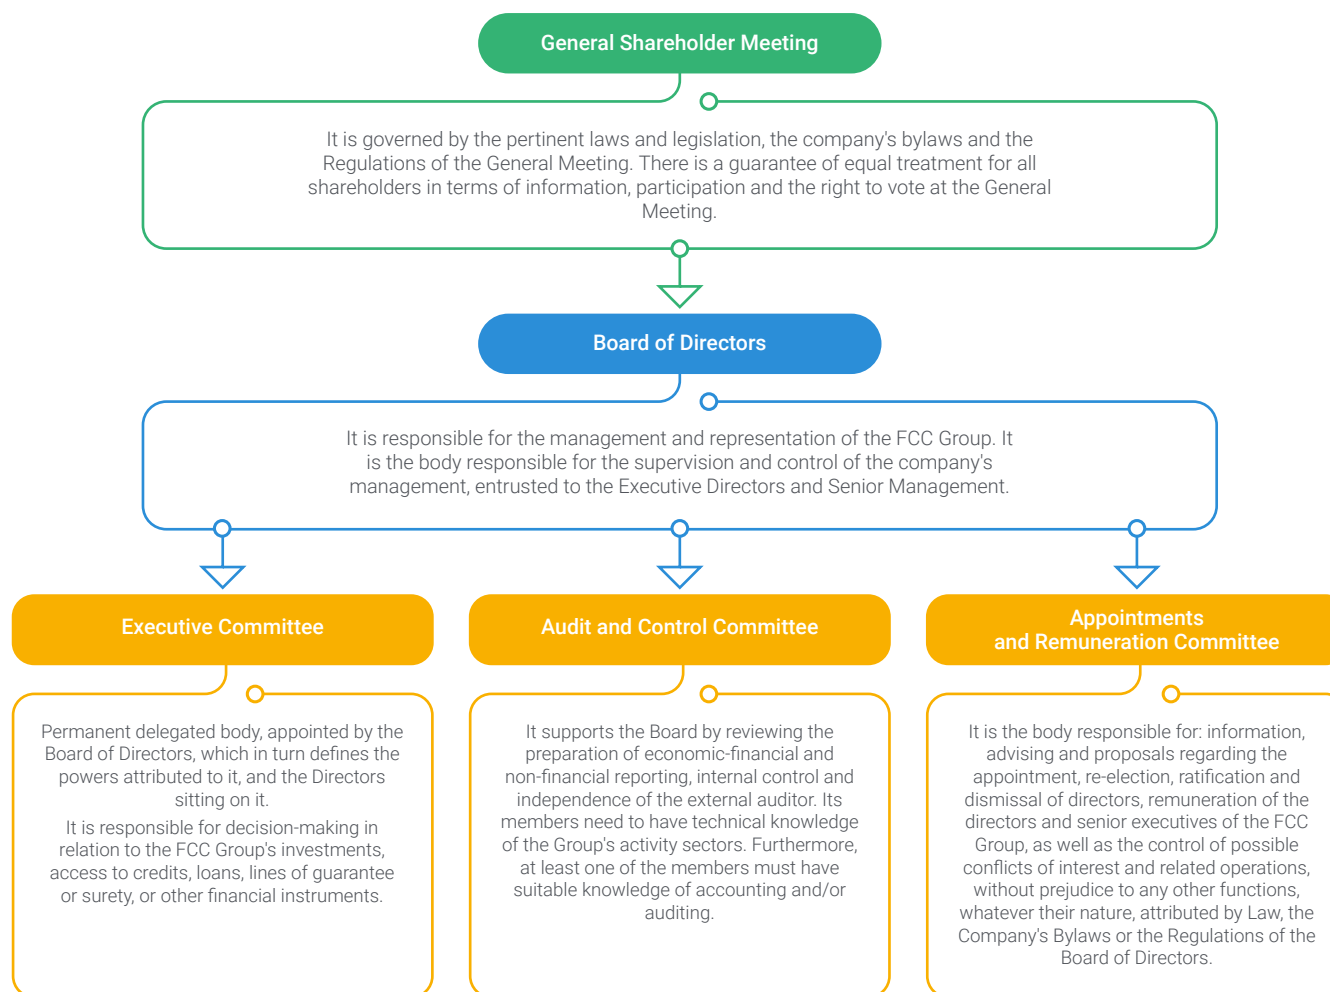 General Shareholder Meeting
It is governed by the pertinent laws and legislation, the company's bylaws and the
Regulations of the General Meeting. There is a guarantee of equal treatment for all
shareholders in terms of information, participation and the right to vote at the General
Meeting.
Board of Directors
It is responsible for the management and representation of the FCC Group. It
is the body responsible for the supervision and control of the company's
management, entrusted to the Executive Directors and Senior Management.
Executive Committee
Permanent delegated body, appointed by the
Board of Directors, which in turn defines the
powers attributed to it, and the Directors
sitting on it.
It is responsible for decision-making in
relation to the FCC Group's investments,
access to credits, loans, lines of guarantee
or surety, or other financial instruments.
Audit and Control Committee
It supports the Board by reviewing the
preparation of economic-financial and
non-financial reporting, internal control and
independence of the external auditor. Its
members need to have technical knowledge
of the Group's activity sectors. Furthermore,
at least one of the members must have
suitable knowledge of accounting and/or
auditing.
Appointments
and Remuneration Committee
It is the body responsible for: information,
advising and proposals regarding the
appointment, re-election, ratification and
dismissal of directors, remuneration of the
directors and senior executives of the FCC
Group, as well as the control of possible
conflicts of interest and related operations,
without prejudice to any other functions,
whatever their nature, attributed by Law, the
Company's Bylaws or the Regulations of the
Board of Directors.